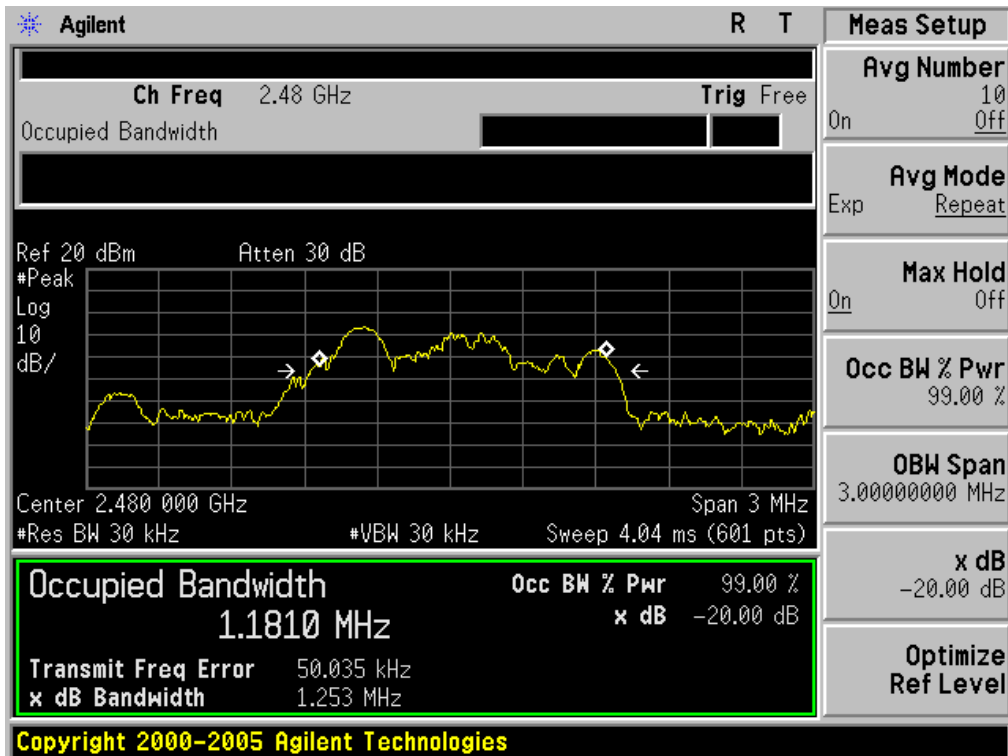 Agilent R T
Meas Setup
Ch Freq 2.48 GHz Trig Free
Occupied Bandwidth
Ref 20 dBm Atten 30 dB
#Peak
Log
10
dB/
Center 2.480 000 GHz Span 3 MHz
#Res BW 30 kHz #VBW 30 kHz Sweep 4.04 ms (601 pts)
Occupied Bandwidth Occ BW % Pwr 99.00 %
1.1810 MHz x dB -20.00 dB
Transmit Freq Error 50.035 kHz
x dB Bandwidth 1.253 MHz
Copyright 2000-2005 Agilent Technologies
Avg Number
10
On Off
Avg Mode
Exp Repeat
Max Hold
On Off
Occ BW % Pwr
99.00 %
OBW Span
3.00000000 MHz
x dB
-20.00 dB
Optimize
Ref Level